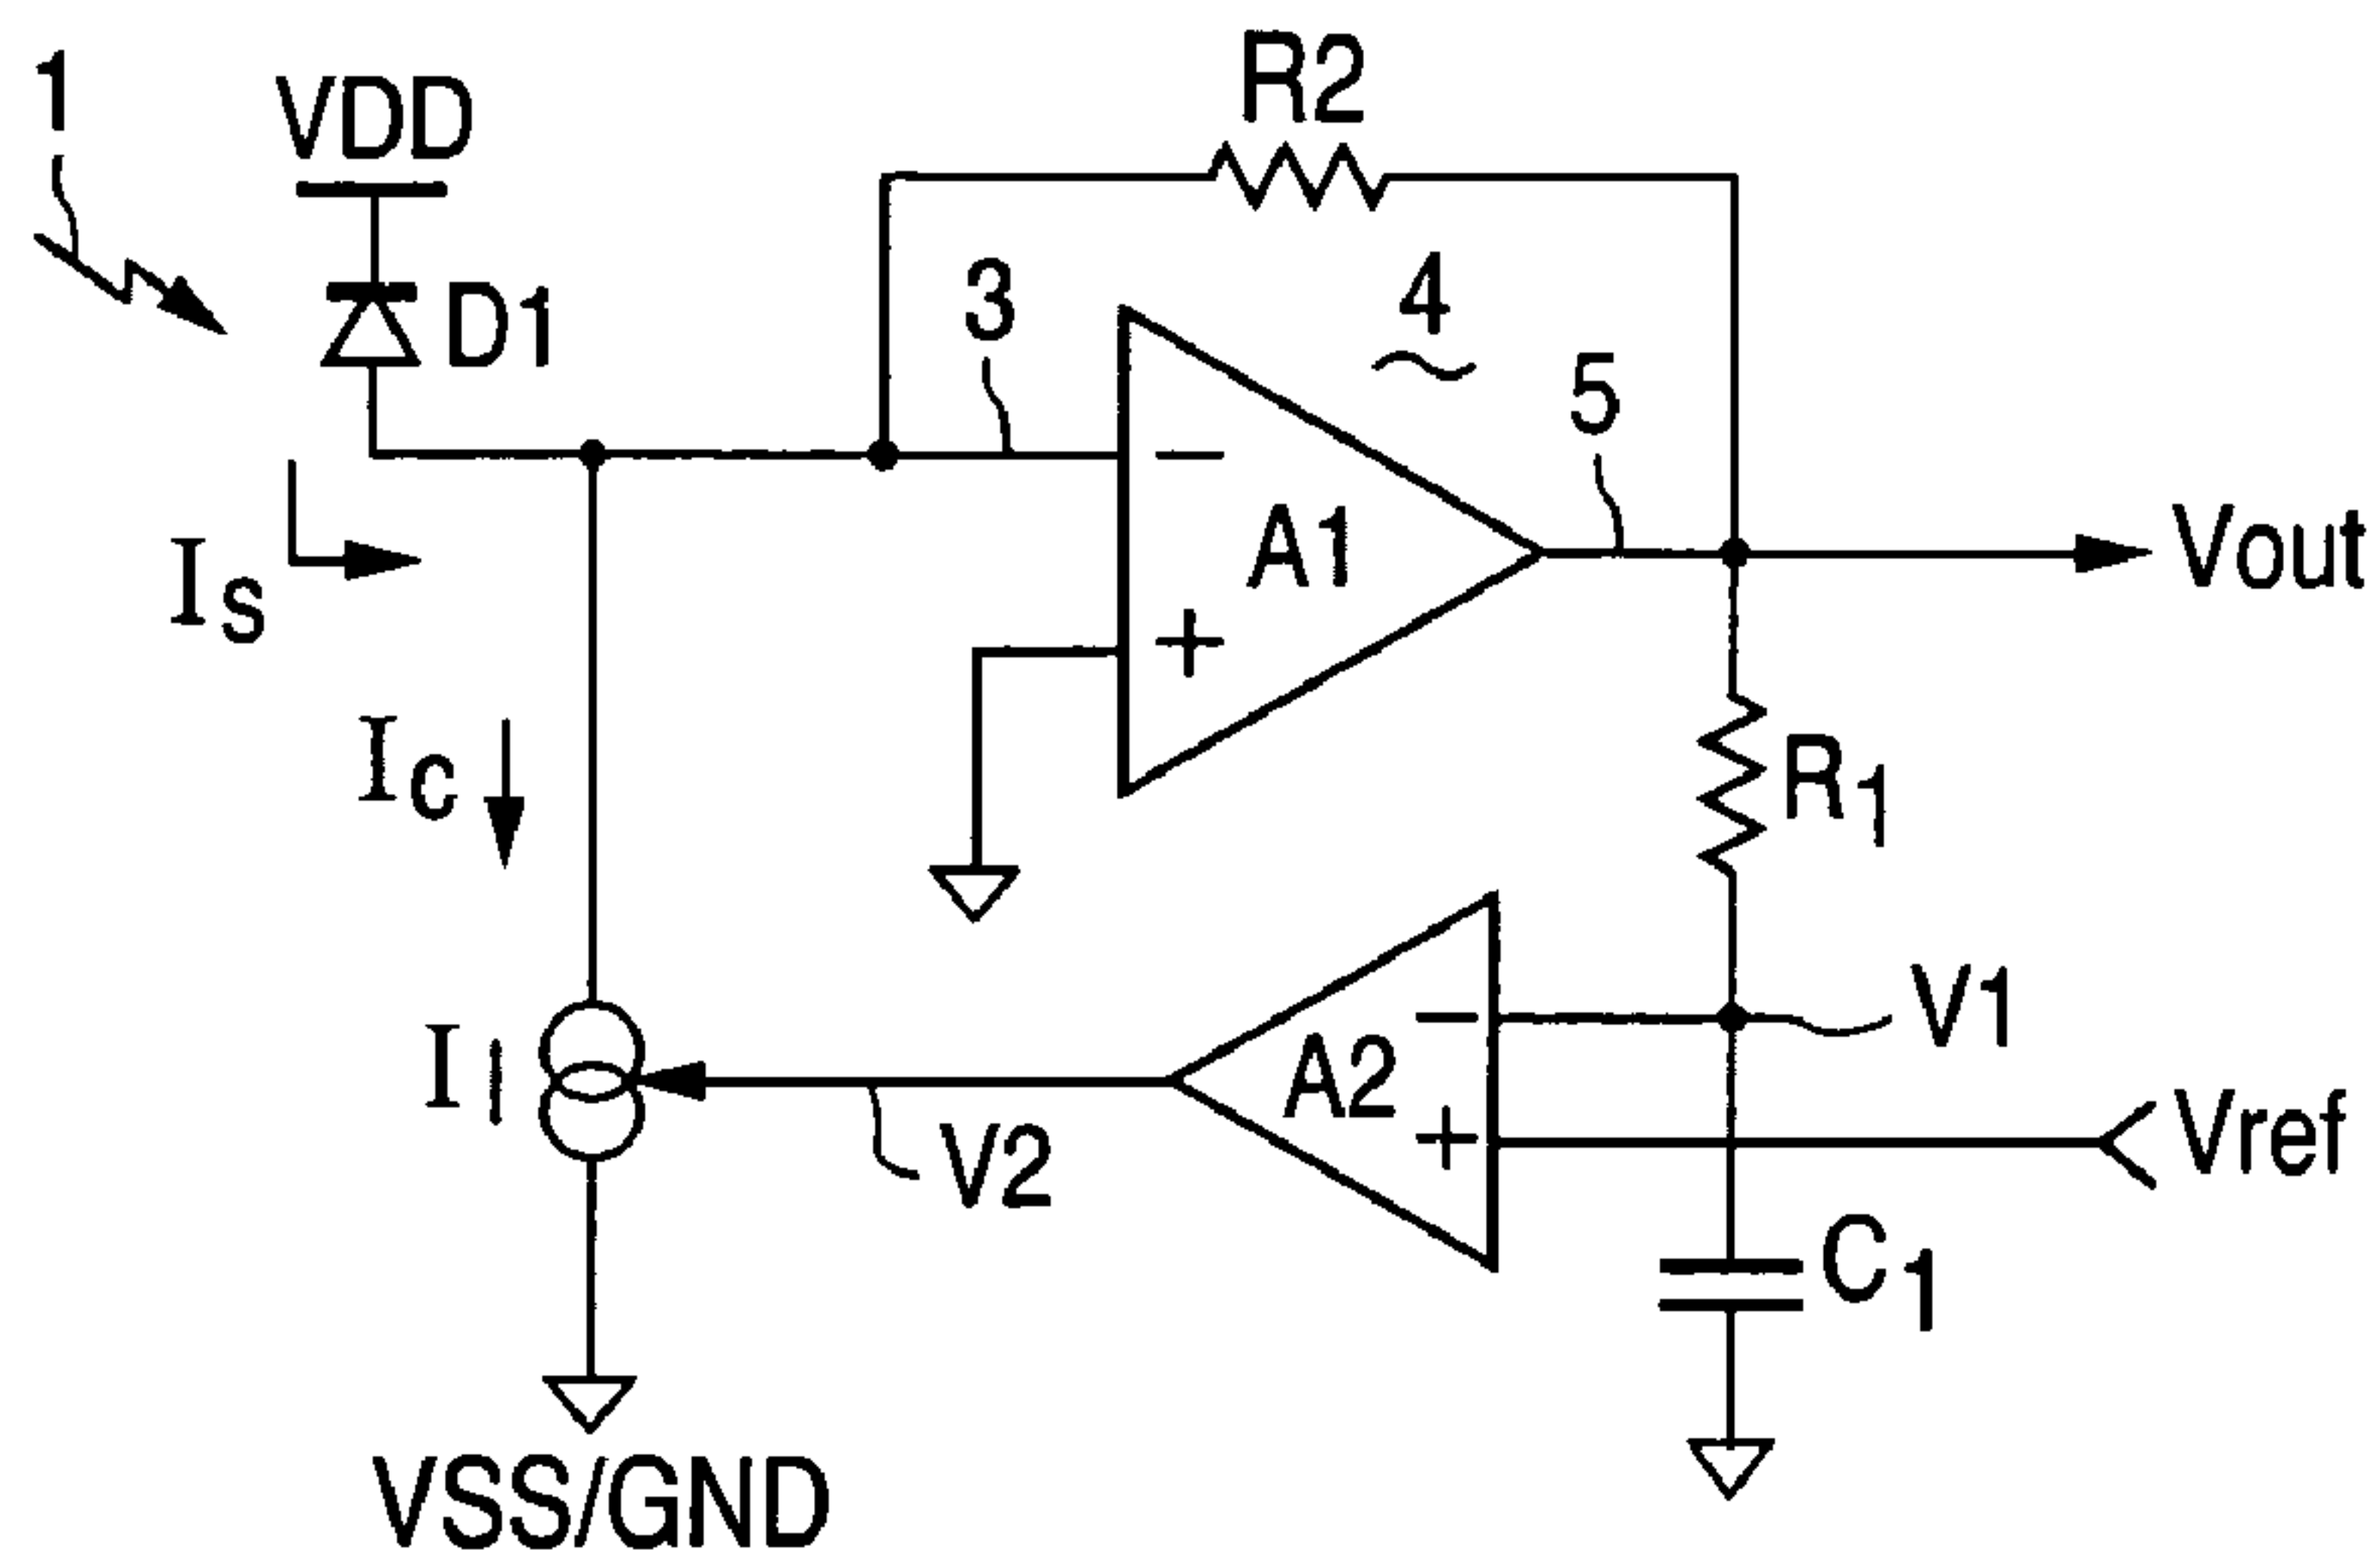 1
VDD
R2
D1
3
4
5
−
A1
+
Vout
Is
Ic
R1
V1
I1
−
A2
+
V2
Vref
C1
VSS/GND